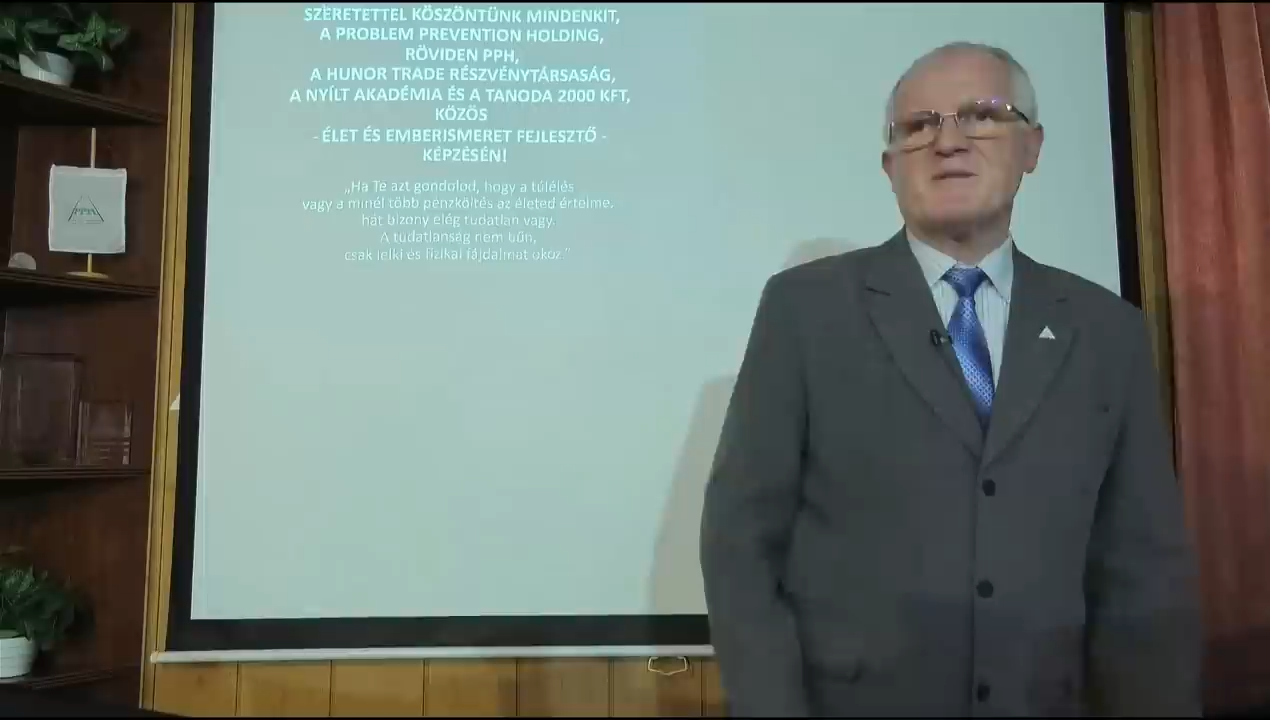 SZERETETTEL KÖSZÖNTÜNK MINDENKIT,
A PROBLEM PREVENTION HOLDING,
RÖVIDEN PPH,
A HUNOR TRADE RÉSZVÉNYTÁRSASÁG,
A NYÍLT AKADÉMIA ÉS A TANODA 2000 KFT,
KÖZÖS
- ÉLET ÉS EMBERISMERET FEJLESZTŐ -
KÉPZÉSÉN!
„Ha Te azt gondolod, hogy a túlélés
vagy a minél több pénzköltés az életed értelme,
hát bizony elég tudatlan vagy.
A tudatlanság nem bűn,
csak lelki és fizikai fájdalmat okoz.”